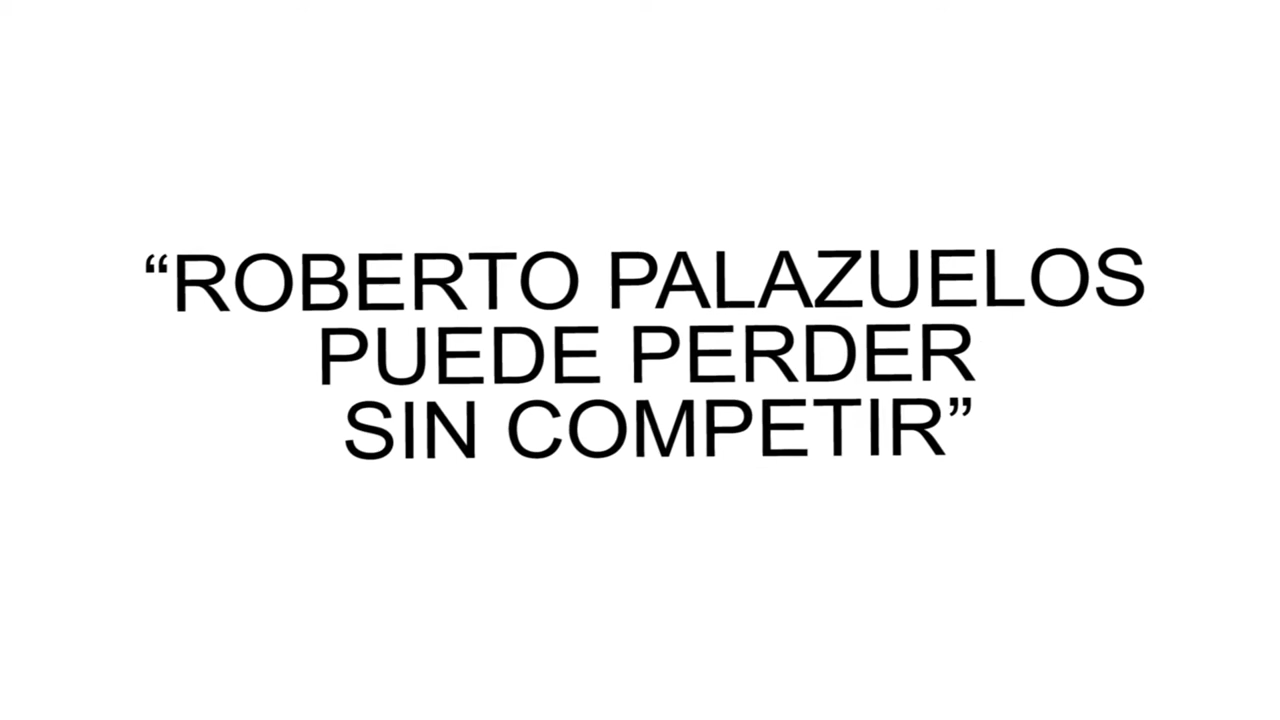 “ROBERTO PALAZUELOS
PUEDE PERDER
SIN COMPETIR”